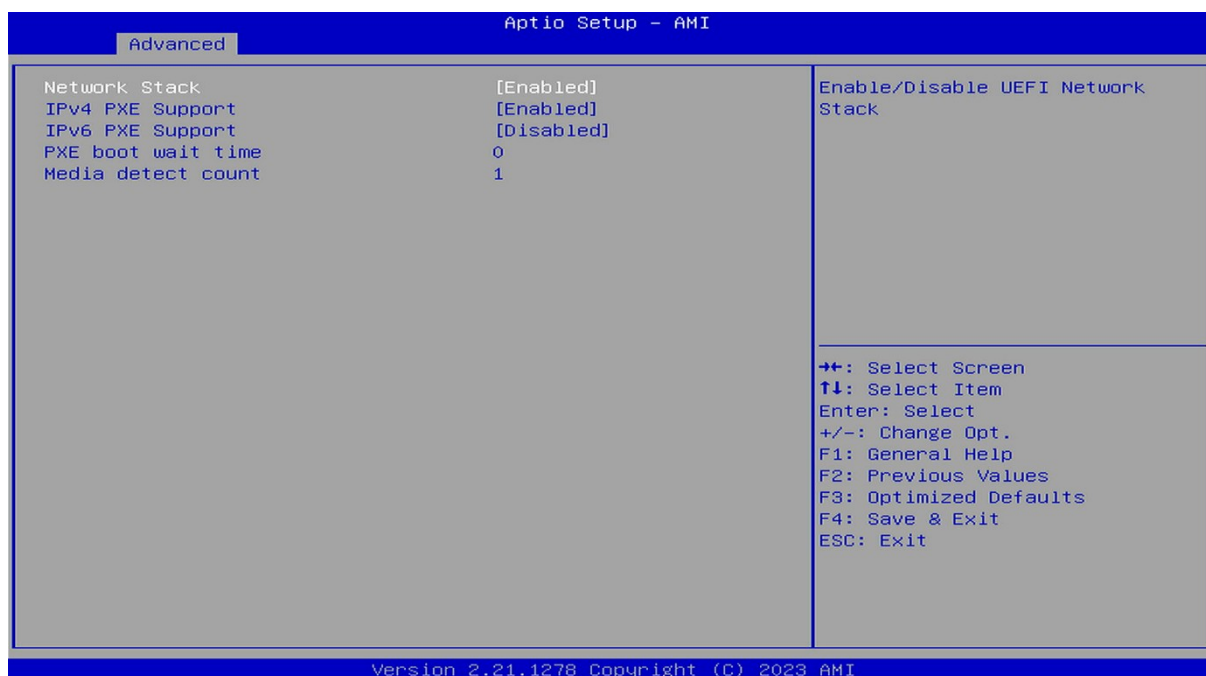 Aptio Setup – AMI
Advanced
Network Stack [Enabled]
IPv4 PXE Support [Enabled]
IPv6 PXE Support [Disabled]
PXE boot wait time 0
Media detect count 1
Enable/Disable UEFI Network
Stack
→←: Select Screen
↑↓: Select Item
Enter: Select
+/-: Change Opt.
F1: General Help
F2: Previous Values
F3: Optimized Defaults
F4: Save & Exit
ESC: Exit
Version 2.21.1278 Copyright (C) 2023 AMI